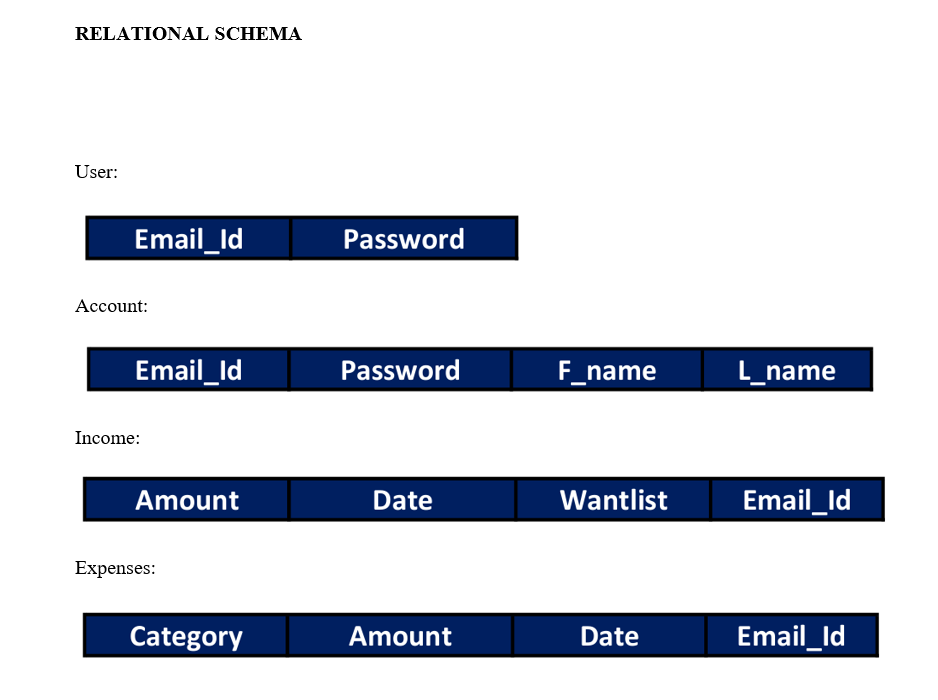 RELATIONAL SCHEMA
User:
Email_Id Password
Account:
Email_Id Password F_name L_name
Income:
Amount Date Wantlist Email_Id
Expenses:
Category Amount Date Email_Id